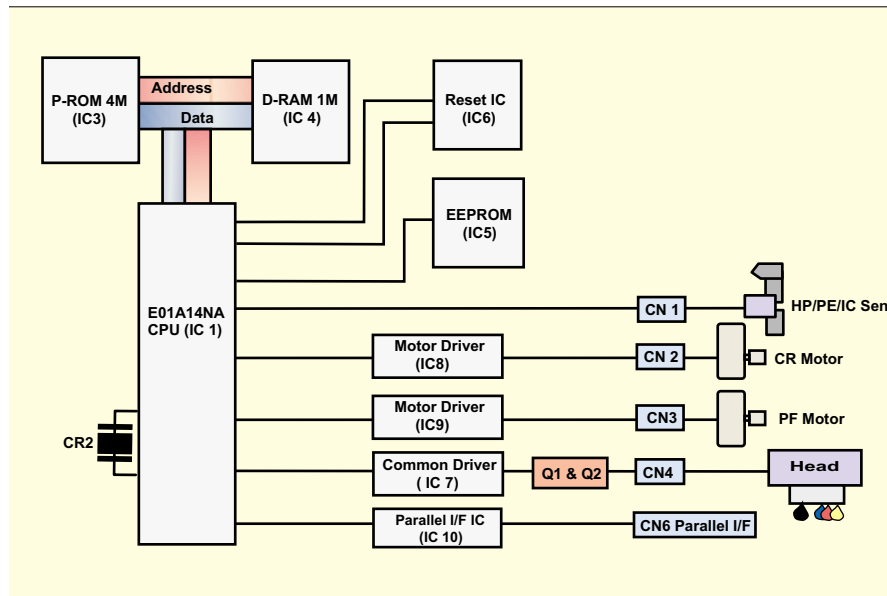 P-ROM 4M
(IC3)
Address
Data
D-RAM 1M
(IC 4)
Reset IC
(IC6)
EEPROM
(IC5)
E01A14NA
CPU (IC 1)
CN 1
HP/PE/IC Sen
Motor Driver
(IC8)
CN 2
CR Motor
Motor Driver
(IC9)
CN3
PF Motor
CR2
Common Driver
( IC 7)
Q1 & Q2
CN4
Head
Parallel I/F IC
(IC 10)
CN6 Parallel I/F